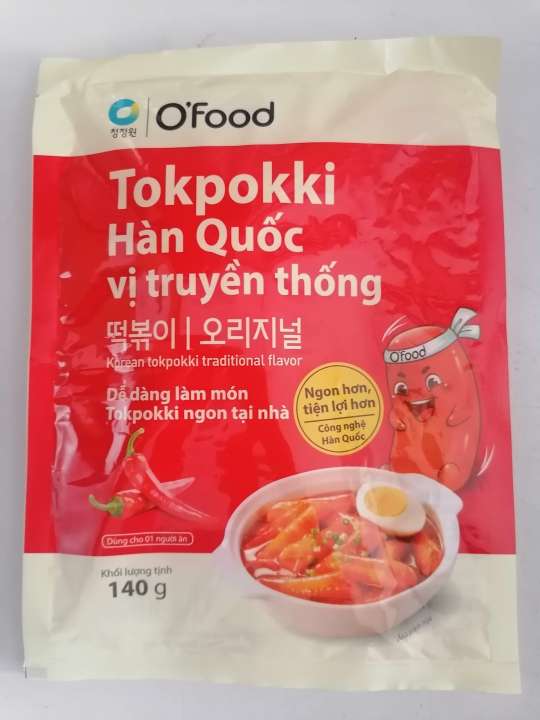 청정원
O'Food
Tokpokki
Hàn Quốc
vị truyền thống
떡볶이 | 오리지널
Korean tokpokki traditional flavor
Dễ dàng làm món
Tokpokki ngon tại nhà
Ngon hơn,
tiện lợi hơn
Công nghệ
Hàn Quốc
O'food
Dùng cho 01 người ăn
Khối lượng tịnh
140 g